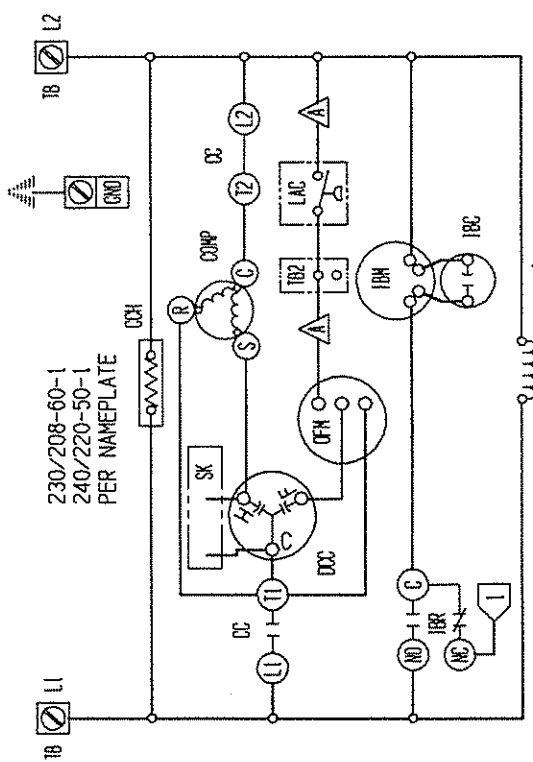 TB L1
TB L2
GND
230/208-60-1
240/220-50-1
PER NAMEPLATE
CCH
COMP
R
SK
CC
L1
T1
H
C
F
DCC
S
C
T2
CC
L2
OFM
A
TB2
LAC
A
NO
C
IBR
NC
1
IBM
IBC